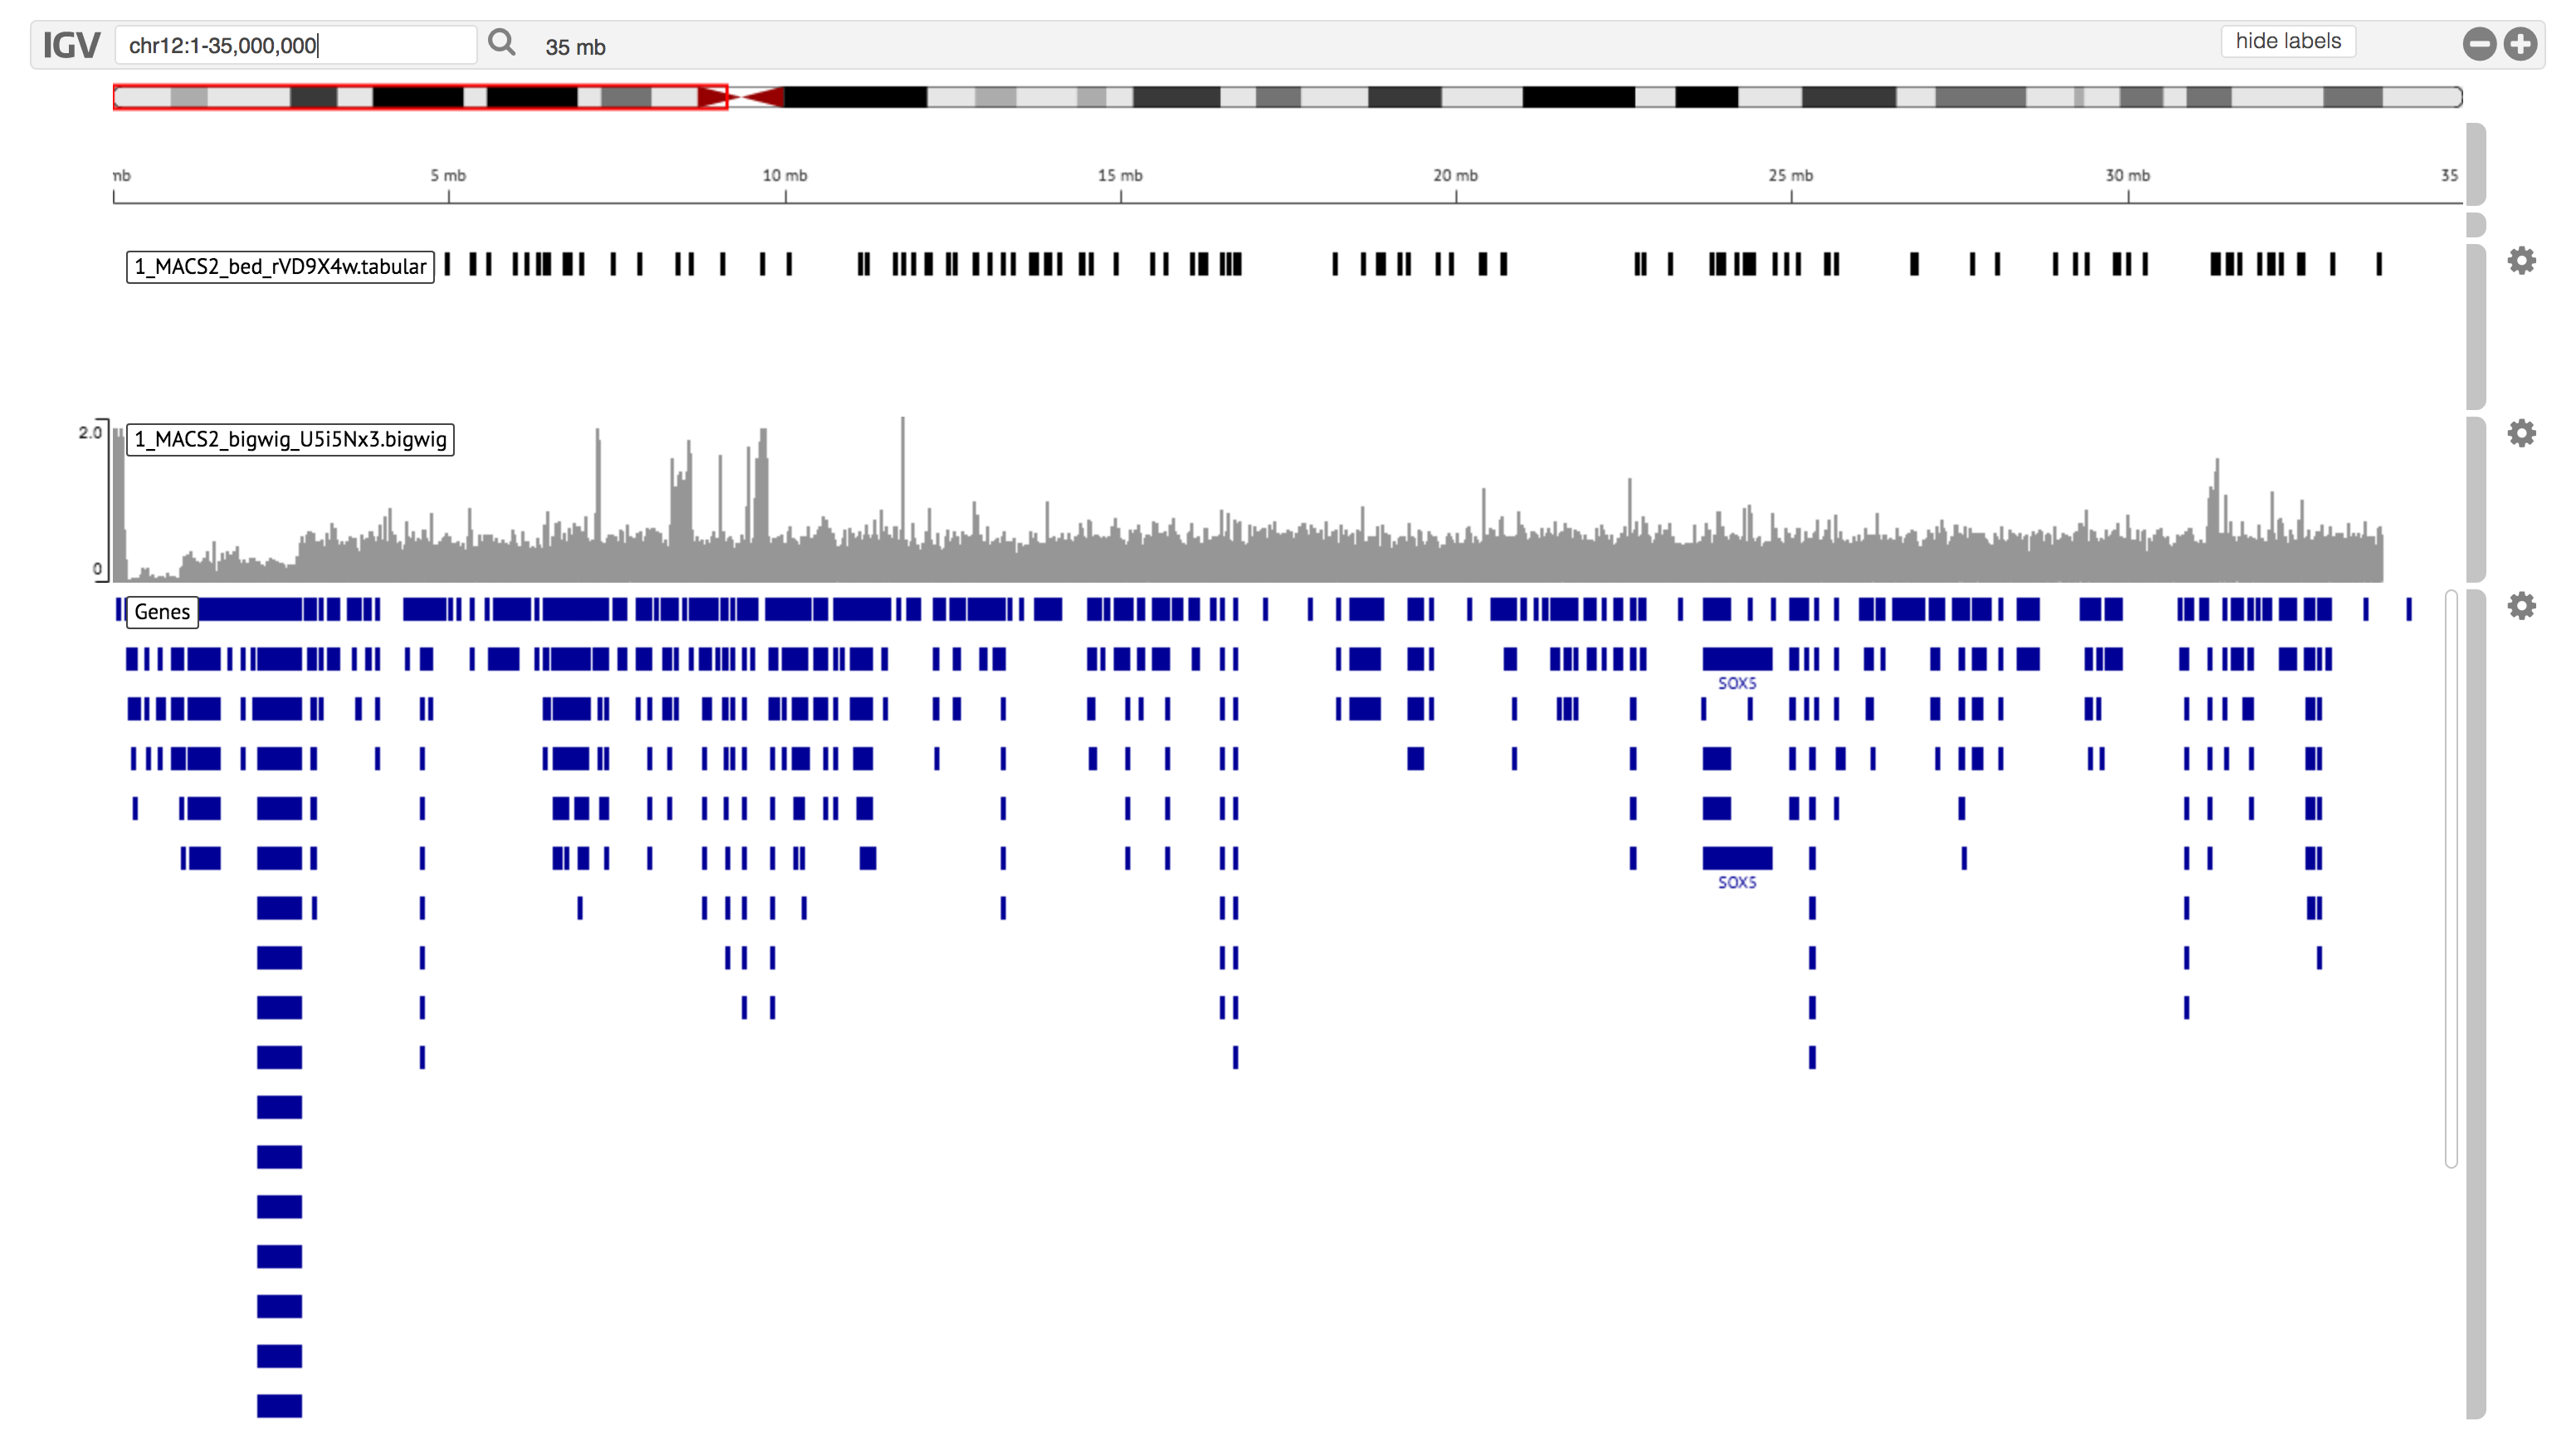 IGV chr12:1-35,000,000 35 mb hide labels
mb 5 mb 10 mb 15 mb 20 mb 25 mb 30 mb 35
1_MACS2_bed_rVD9X4w.tabular
2.0 1_MACS2_bigwig_U5i5Nx3.bigwig
0
Genes
SOX5
SOX5